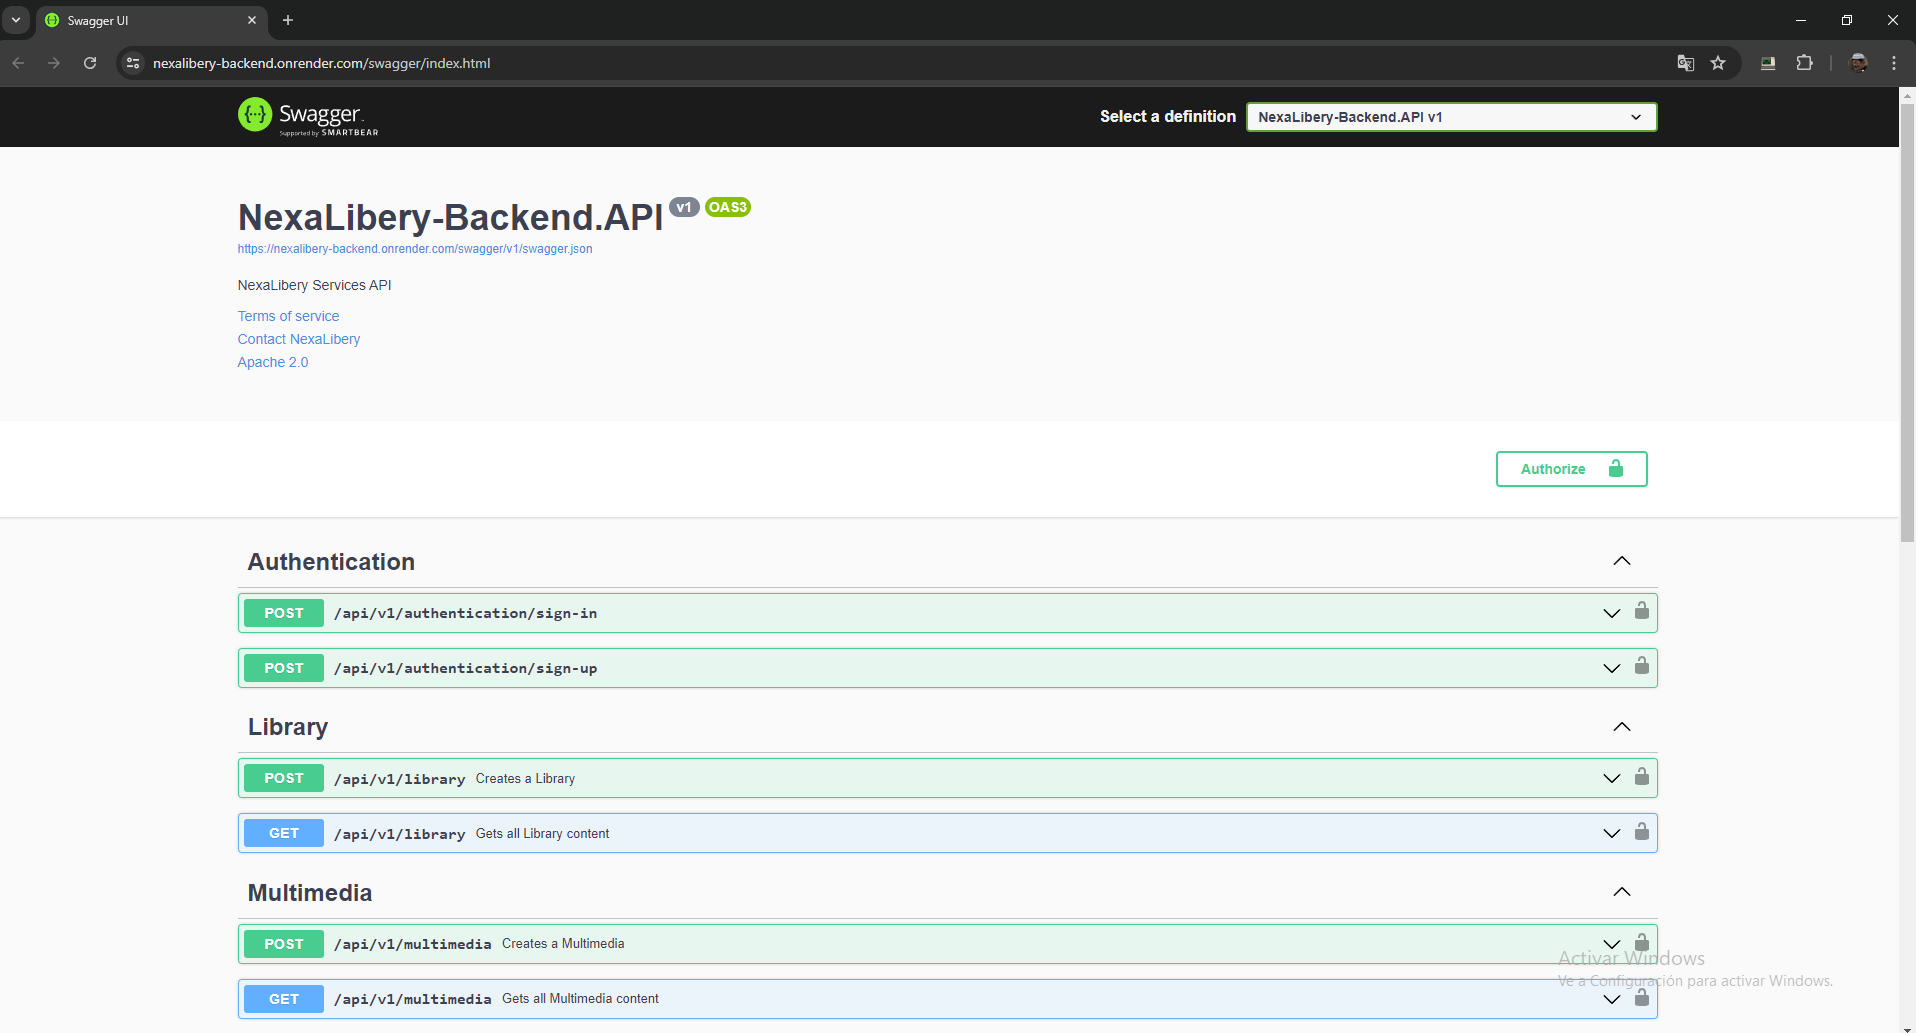 Swagger UI
nexalibery-backend.onrender.com/swagger/index.html
Swagger.
Supported by SMARTBEAR
Select a definition
NexaLibery-Backend.API v1
NexaLibery-Backend.API v1 OAS3
https://nexalibery-backend.onrender.com/swagger/v1/swagger.json
NexaLibery Services API
Terms of service
Contact NexaLibery
Apache 2.0
Authorize
Authentication
POST /api/v1/authentication/sign-in
POST /api/v1/authentication/sign-up
Library
POST /api/v1/library Creates a Library
GET /api/v1/library Gets all Library content
Multimedia
POST /api/v1/multimedia Creates a Multimedia
Activar Windows
Ve a Configuración para activar Windows.
GET /api/v1/multimedia Gets all Multimedia content